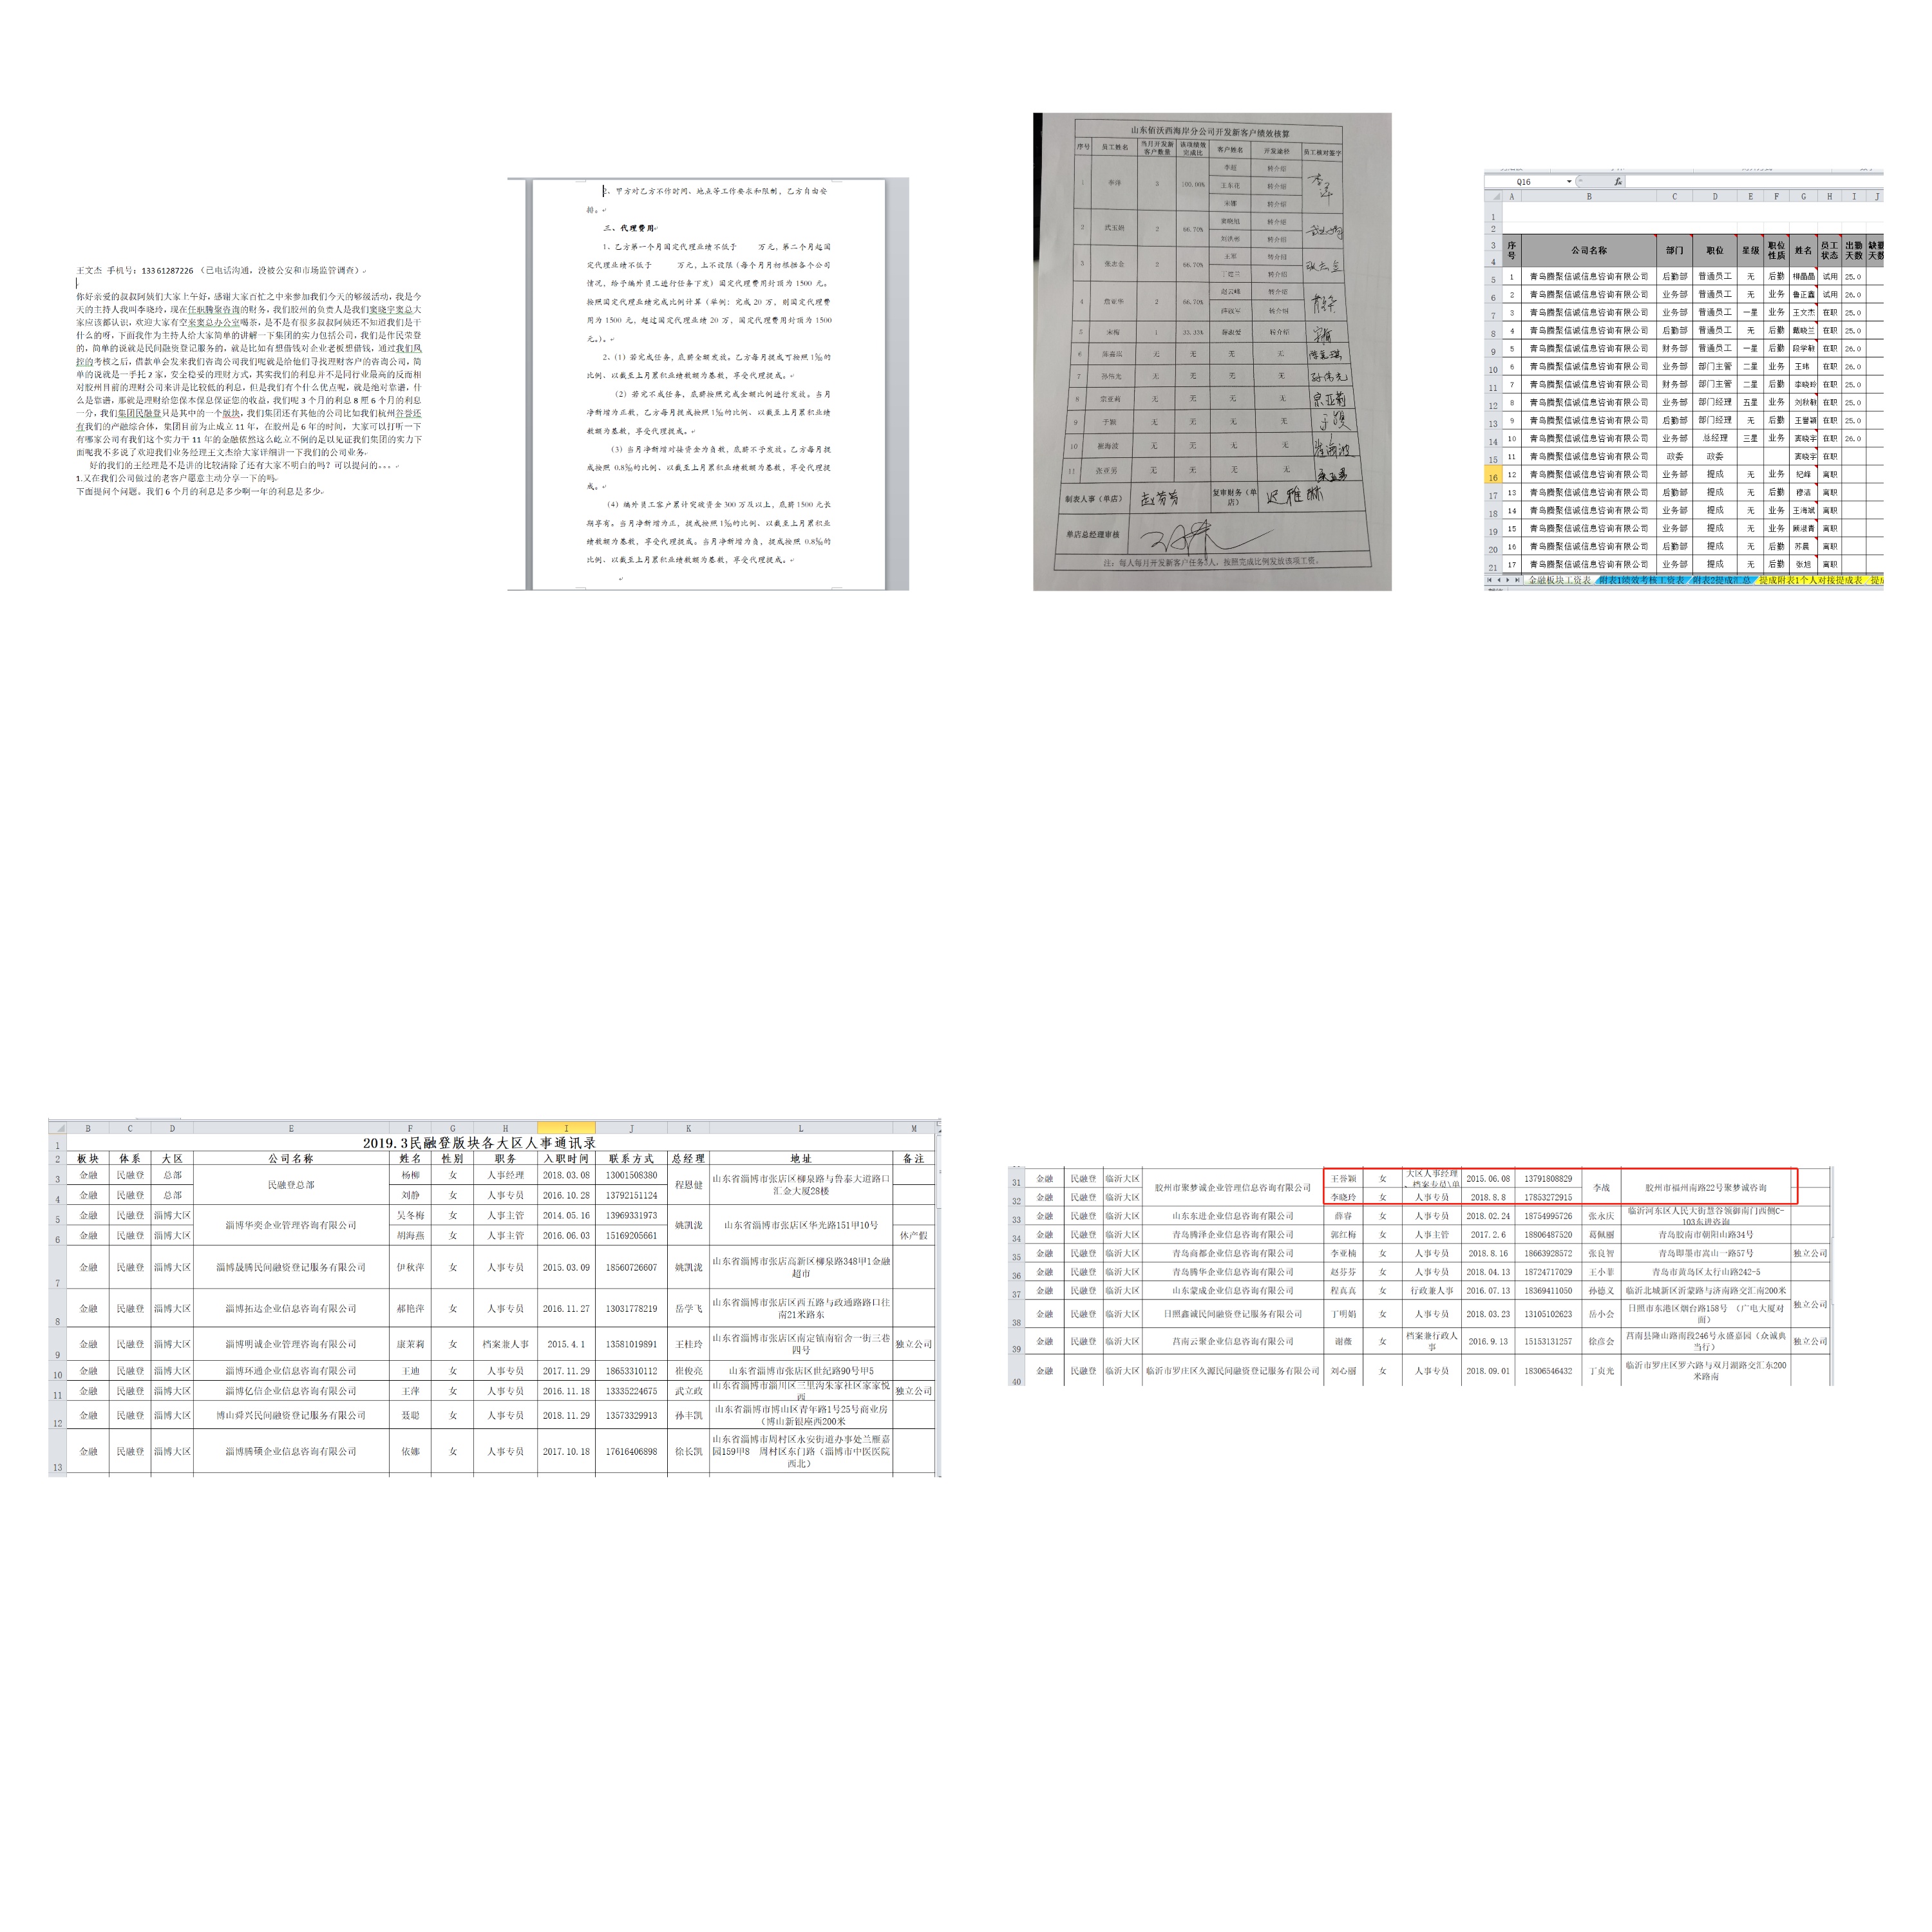 王文杰 手机号：13361287226 （已电话沟通，没被公安和市场监管调查）
你好亲爱的叔叔阿姨们大家上午好，感谢大家百忙之中来参加我们今天的够级活动，我是今
天的主持人我叫李晓玲，现在任职腾聚咨询的财务，我们胶州的负责人是我们窦晓宇窦总大
家应该都认识，欢迎大家有空来窦总办公室喝茶，是不是有很多叔叔阿姨还不知道我们是干
什么的呀，下面我作为主持人给大家简单的讲解一下集团的实力包括公司，我们是作民荣登
的，简单的说就是民间融资登记服务的，就是比如有想借钱对企业老板想借钱，通过我们风
控的考核之后，借款单会发来我们咨询公司我们呢就是给他们寻找理财客户的咨询公司，简
单的说就是一手托2家，安全稳妥的理财方式，其实我们的利息并不是同行业最高的反而相
对胶州目前的理财公司来讲是比较低的利息，但是我们有个什么优点呢，就是绝对靠谱，什
么是靠谱，那就是理财给您保本保息保证您的收益，我们呢3个月的利息8厘6个月的利息
一分，我们集团民融登只是其中的一个版块，我们集团还有其他的公司比如我们杭州谷登还
有我们的产融综合体，集团目前为止成立11年，在胶州是6年的时间，大家可以打听一下
有哪家公司有我们这个实力干11年的金融依然这么屹立不倒的足以见证我们集团的实力下
面呢我不多说了欢迎我们业务经理王文杰给大家详细讲一下我们的公司业务
好的我们的王经理是不是讲的比较清除了还有大家不明白的吗？可以提问的。。。
1.又在我们公司做过的老客户愿意主动分享一下的吗
下面提问个问题。我们6个月的利息是多少啊一年的利息是多少
2、甲方对乙方不作时间、地点等工作要求和限制，乙方自由安
排。
三、代理费用
1、乙方第一个月固定代理业绩不低于 万元，第二个月起固
定代理业绩不低于 万元，上不设限（每个月月初根据各个公司
情况，给予编外员工进行任务下发）固定代理费用封顶为1500 元。
按照固定代理业绩完成比例计算（举例：完成20 万，则固定代理费
用为1500 元，超过固定代理业绩20 万，固定代理费用封顶为1500
元。）。
2、（1）若完成任务，底薪全额发放。乙方每月提成可按照1‰的
比例、以截至上月累积业绩数额为基数，享受代理提成。
（2）若完不成任务，底薪按照完成金额比例进行发放。当月
净新增为正数，乙方每月提成按照1‰的比例、以截至上月累积业绩
数额为基数，享受代理提成。
（3）当月净新增对接资金为负数，底薪不予发放。乙方每月提
成按照0.8‰的比例、以截至上月累积业绩数额为基数，享受代理提
成。
（4）编外员工客户累计突破资金300 万及以上，底薪1500元长
期享有。当月净新增为正，提成按照1‰的比例、以截至上月累积业
绩数额为基数，享受代理提成。当月净新增为负，提成按照0.8‰的
比例、以截至上月累积业绩数额为基数，享受代理提成。
山东佰沃西海岸分公司开发新客户绩效核算
序号 员工姓名 当月开发新客户数量 该项绩效完成比 客户姓名 开发途径 员工核对签字
1 李泽 3 100.00% 李超 转介绍 李泽
王东花 转介绍
宋娜 转介绍
2 武玉娟 2 66.70% 转介绍 武玉娟
转介绍
3 张志金 2 66.70% 王军 转介绍 张志金
转介绍
4 2 66.70% 赵云峰 转介绍
转介绍
5 宋梅 1 33.33% 转介绍 宋梅
6 无 无 无 无
7 无 无 无 无
8 宗亚莉 无 无 无 无 宗亚莉
9 于颖 无 无 无 无 于颖
10 崔海波 无 无 无 无 崔海波
11 张亚男 无 无 无 无 张亚男
制表人事（单店） 赵芳芳 复审财务（单店） 迟雅琳
单店总经理审核
注：每人每月开发新客户任务3人，按照完成比例发放该项工资。
Q16 fx
A B C D E F G H I J
序号 公司名称 部门 职位 星级 职位性质 姓名 员工状态 出勤天数 缺勤天数
5 1 青岛腾聚信诚信息咨询有限公司 后勤部 普通员工 无 后勤 晶晶 试用 25.0
6 2 青岛腾聚信诚信息咨询有限公司 业务部 普通员工 无 业务 鲁正鑫 试用 26.0
7 3 青岛腾聚信诚信息咨询有限公司 业务部 普通员工 一星 业务 王文杰 在职 25.0
8 4 青岛腾聚信诚信息咨询有限公司 后勤部 普通员工 无 后勤 戴晓兰 在职 25.0
9 5 青岛腾聚信诚信息咨询有限公司 财务部 普通员工 一星 后勤 段学敏 在职 26.0
10 6 青岛腾聚信诚信息咨询有限公司 业务部 部门主管 二星 业务 王玮 在职 26.0
11 7 青岛腾聚信诚信息咨询有限公司 财务部 部门主管 二星 后勤 李晓玲 在职 25.0
12 8 青岛腾聚信诚信息咨询有限公司 业务部 部门经理 五星 业务 刘秋 在职 25.0
13 9 青岛腾聚信诚信息咨询有限公司 后勤部 部门经理 无 后勤 王誉颖 在职 25.0
14 10 青岛腾聚信诚信息咨询有限公司 业务部 总经理 三星 业务 窦晓宇 在职 26.0
15 11 青岛腾聚信诚信息咨询有限公司 政委 政委 窦晓宇 在职
16 12 青岛腾聚信诚信息咨询有限公司 业务部 提成 无 业务 纪峰 离职
17 13 青岛腾聚信诚信息咨询有限公司 业务部 提成 无 后勤 穆洁 离职
18 14 青岛腾聚信诚信息咨询有限公司 业务部 提成 无 业务 王海斌 离职
19 15 青岛腾聚信诚信息咨询有限公司 业务部 提成 无 业务 顾淑青 离职
20 16 青岛腾聚信诚信息咨询有限公司 后勤部 提成 无 后勤 苏晨 离职
21 17 青岛腾聚信诚信息咨询有限公司 后勤部 提成 无 后勤 张旭 离职
金融板块工资表 附表1绩效考核工资表 附表2提成汇总 提成附表1个人对接提成表 提成
B C D E F G H I J K L M
1 2019.3民融登版块各大区人事通讯录
2 板块 体系 大区 公司名称 姓名 性别 职务 入职时间 联系方式 总经理 地址 备注
3 金融 民融登 总部 民融登总部 杨柳 女 人事经理 2018.03.08 13001508380 程恩健 山东省淄博市张店区柳泉路与鲁泰大道路口汇金大厦28楼
4 金融 民融登 总部 刘静 女 人事专员 2016.10.28 13792151124
5 金融 民融登 淄博大区 淄博华奕企业管理咨询有限公司 吴冬梅 女 人事主管 2014.05.16 13969331973 姚凯泷 山东省淄博市张店区华光路151甲10号
6 金融 民融登 淄博大区 胡海燕 女 人事主管 2016.06.03 15169205661 休产假
7 金融 民融登 淄博大区 淄博晟腾民间融资登记服务有限公司 伊秋萍 女 人事专员 2015.03.09 18560726607 姚凯泷 山东省淄博市张店高新区柳泉路348甲1金融超市
8 金融 民融登 淄博大区 淄博拓达企业信息咨询有限公司 郝艳萍 女 人事专员 2016.11.27 13031778219 岳学飞 山东省淄博市张店区西五路与政通路路口往南21米路东
9 金融 民融登 淄博大区 淄博明诚企业信息咨询有限公司 康茉莉 女 档案兼人事 2015.4.1 13581019891 王桂玲 山东省淄博市张店区南定镇南宿舍一街三巷四号 独立公司
10 金融 民融登 淄博大区 淄博环通企业信息咨询有限公司 王迪 女 人事专员 2017.11.29 18653310112 崔俊亮 山东省淄博市张店区世纪路90号甲5
11 金融 民融登 淄博大区 淄博亿信企业信息咨询有限公司 王萍 女 人事专员 2016.11.18 13335224675 武立政 山东省淄博市淄川区三里沟朱家社区家家悦西 独立公司
12 金融 民融登 淄博大区 博山舜兴民间融资登记服务有限公司 聂聪 女 人事专员 2018.11.29 13573329913 孙丰凯 山东省淄博市博山区青年路1号25号商业房（博山新银座西200米
13 金融 民融登 淄博大区 淄博腾硕企业信息咨询有限公司 依娜 女 人事专员 2017.10.18 17616406898 徐长凯 山东省淄博市周村区永安街道办事处兰雁嘉园159甲8 周村区东门路（淄博市中医医院西北）
31 金融 民融登 临沂大区 胶州市聚梦诚企业管理信息咨询有限公司 王誉颖 女 大区人事经理、档案专员\单 2015.06.08 13791808829 李战 胶州市福州南路22号聚梦诚咨询
32 金融 民融登 临沂大区 李晓玲 女 人事专员 2018.8.8 17853272915
33 金融 民融登 临沂大区 山东东进企业信息咨询有限公司 薛睿 女 人事专员 2018.02.24 18754995726 张永庆 临沂河东区人民大街慧谷领御南门西侧C-103东进咨询
34 金融 民融登 临沂大区 青岛腾泽企业信息咨询有限公司 郭红梅 女 人事主管 2017.2.6 18806487520 葛佩丽 青岛胶南市朝阳山路34号
35 金融 民融登 临沂大区 青岛商都企业信息咨询有限公司 李亚楠 女 人事专员 2018.8.16 18663928572 张良智 青岛即墨市嵩山一路57号 独立公司
36 金融 民融登 临沂大区 青岛腾华企业信息咨询有限公司 赵芬芬 女 人事专员 2018.04.13 18724717029 王小菲 青岛市黄岛区太行山路242-5
37 金融 民融登 临沂大区 山东蒙成企业信息咨询有限公司 程真真 女 行政兼人事 2016.07.13 18369411050 孙德义 临沂北城新区沂蒙路与济南路交汇南200米 独立公司
38 金融 民融登 临沂大区 日照鑫诚民间融资登记服务有限公司 丁明娟 女 人事专员 2018.03.23 13105102623 岳小会 日照市东港区烟台路158号 （广电大厦对面）
39 金融 民融登 临沂大区 莒南云聚企业信息咨询有限公司 谢薇 女 档案兼行政人事 2016.9.13 15153131257 徐彦会 莒南县隆山路南段246号永盛嘉园（众诚典当行） 独立公司
40 金融 民融登 临沂大区 临沂市罗庄区久源民间融资登记服务有限公司 刘心丽 女 人事专员 2018.09.01 18306546432 丁贞光 临沂市罗庄区罗六路与双月湖路交汇东200米路南